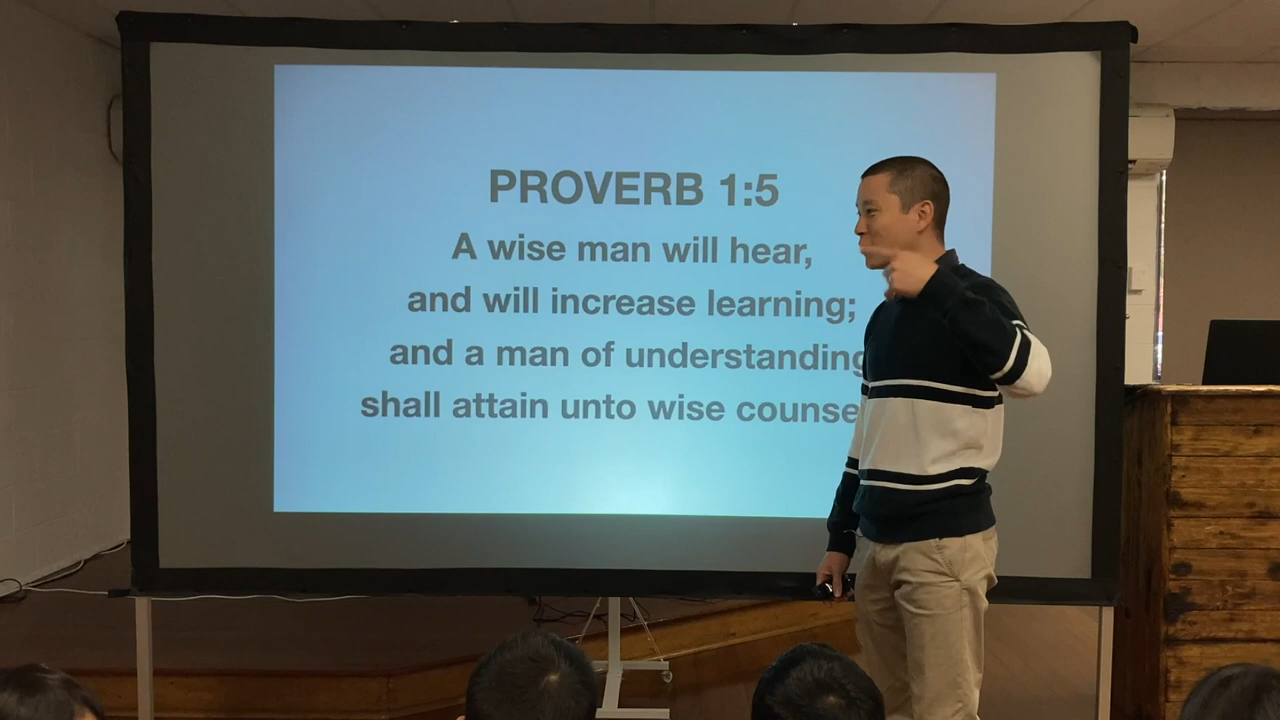 PROVERB 1:5
A wise man will hear,
and will increase learning;
and a man of understanding
shall attain unto wise counse